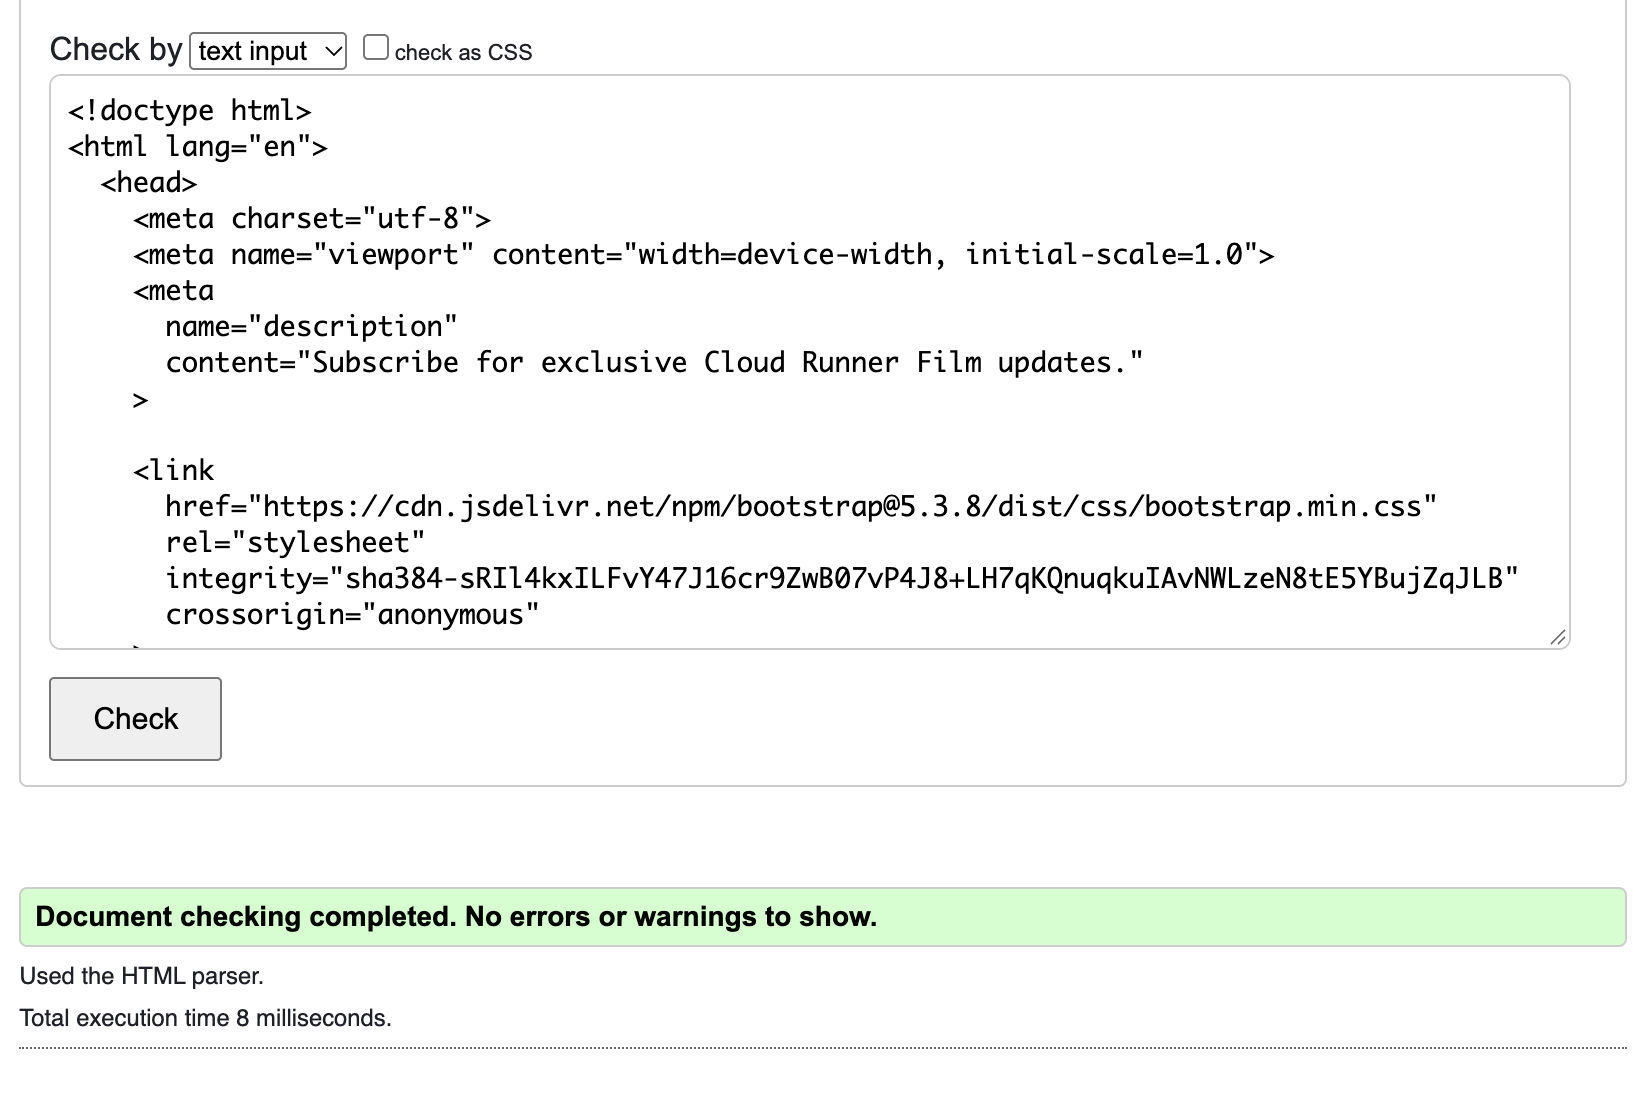 Check by text input check as CSS
<!doctype html>
<html lang="en">
  <head>
    <meta charset="utf-8">
    <meta name="viewport" content="width=device-width, initial-scale=1.0">
    <meta
      name="description"
      content="Subscribe for exclusive Cloud Runner Film updates."
    >

    <link
      href="https://cdn.jsdelivr.net/npm/bootstrap@5.3.8/dist/css/bootstrap.min.css"
      rel="stylesheet"
      integrity="sha384-sRIl4kxILFvY47J16cr9ZwB07vP4J8+LH7qKQnuqkuIAvNWLzeN8tE5YBujZqJLB"
      crossorigin="anonymous"
Check
Document checking completed. No errors or warnings to show.
Used the HTML parser.
Total execution time 8 milliseconds.